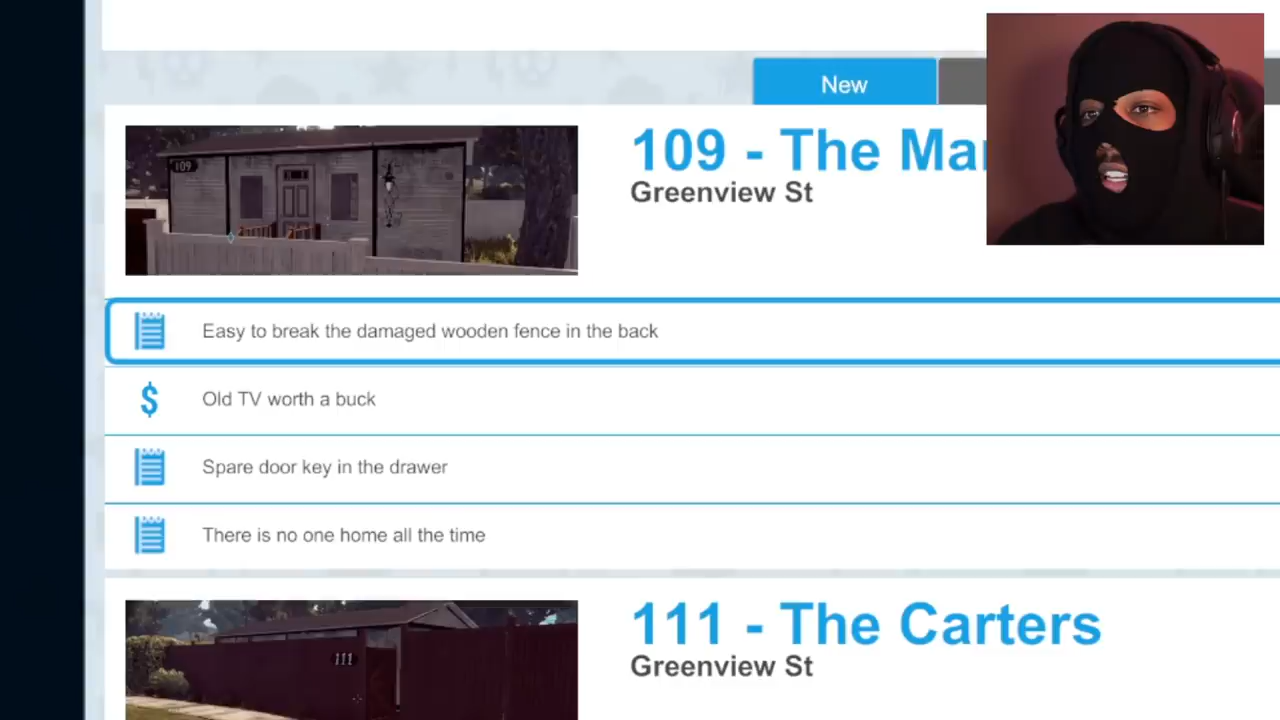 New
109 - The
Greenview St
109
Easy to break the damaged wooden fence in the back
$
Old TV worth a buck
Spare door key in the drawer
There is no one home all the time
111 - The Carters
Greenview St
111